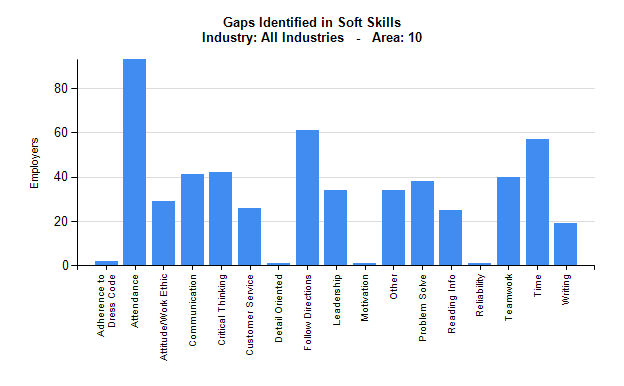 Gaps Identified in Soft Skills
Industry: All Industries - Area: 10
Employers
80
60
40
20
0
Adherence to
Dress Code
Attendance
Attitude/Work Ethic
Communication
Critical Thinking
Customer Service
Detail Oriented
Follow Directions
Leadership
Motivation
Other
Problem Solve
Reading Info
Reliability
Teamwork
Time
Writing